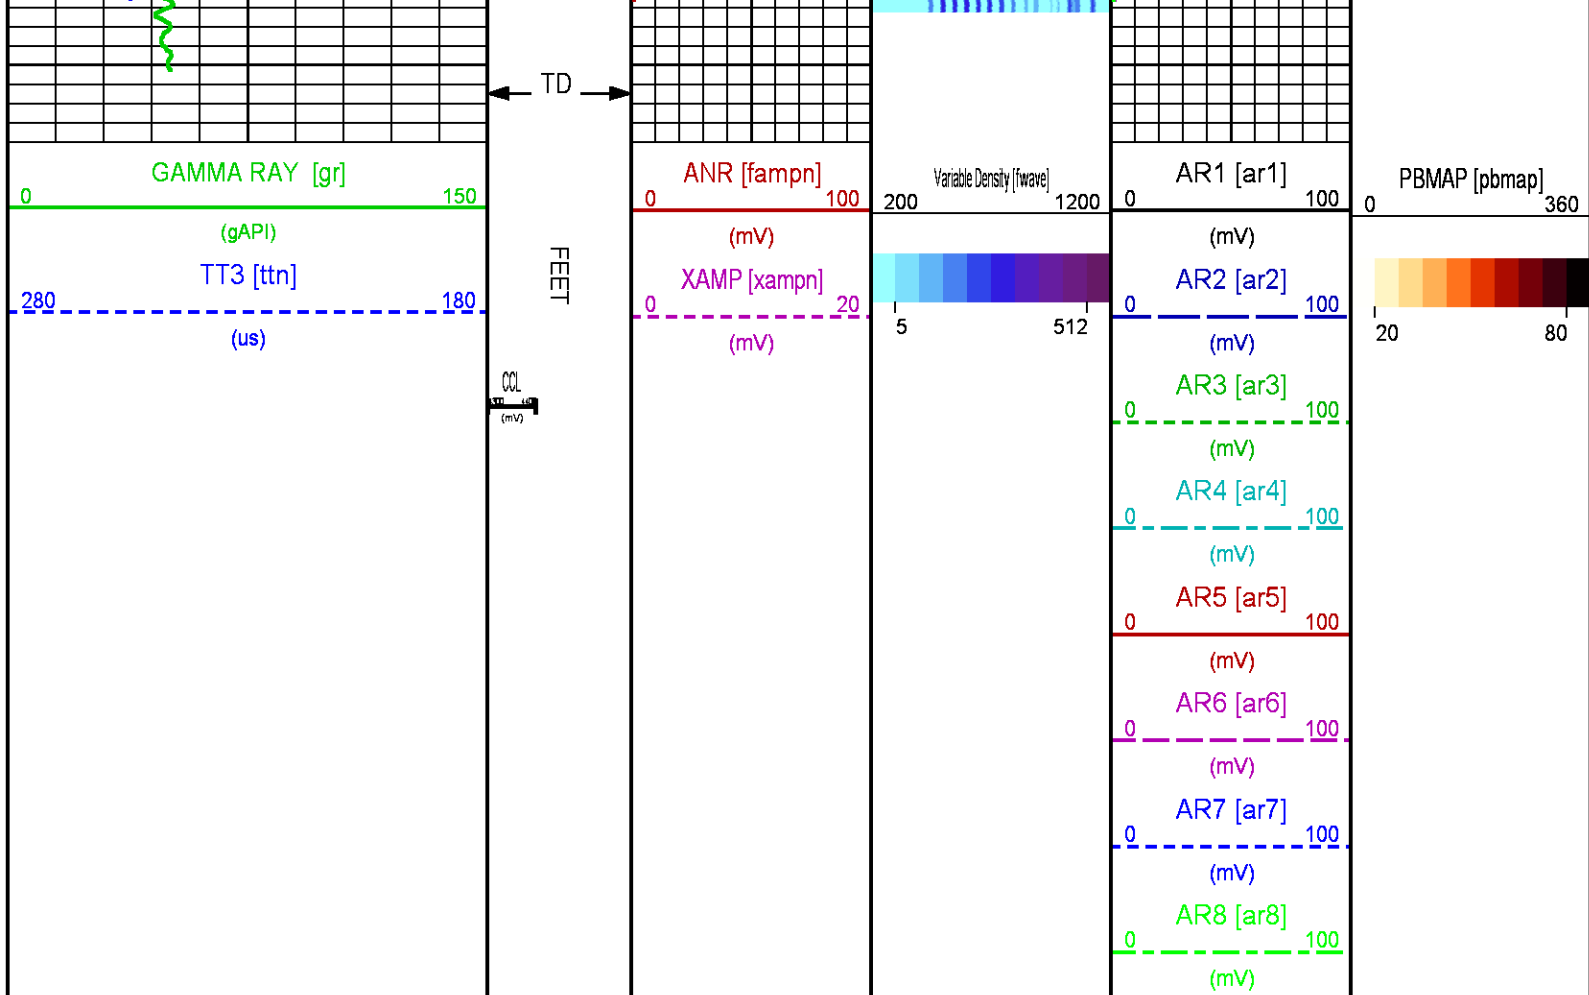 TD
GAMMA RAY [gr]
0 150
(gAPI)
TT3 [ttn]
280 180
(us)
FEET
CCL
(mV)
ANR [fampn]
0 100
(mV)
XAMP [xampn]
0 20
(mV)
Variable Density [fwave]
200 1200
5 512
AR1 [ar1]
0 100
(mV)
AR2 [ar2]
0 100
(mV)
AR3 [ar3]
0 100
(mV)
AR4 [ar4]
0 100
(mV)
AR5 [ar5]
0 100
(mV)
AR6 [ar6]
0 100
(mV)
AR7 [ar7]
0 100
(mV)
AR8 [ar8]
0 100
(mV)
PBMAP [pbmap]
0 360
20 80